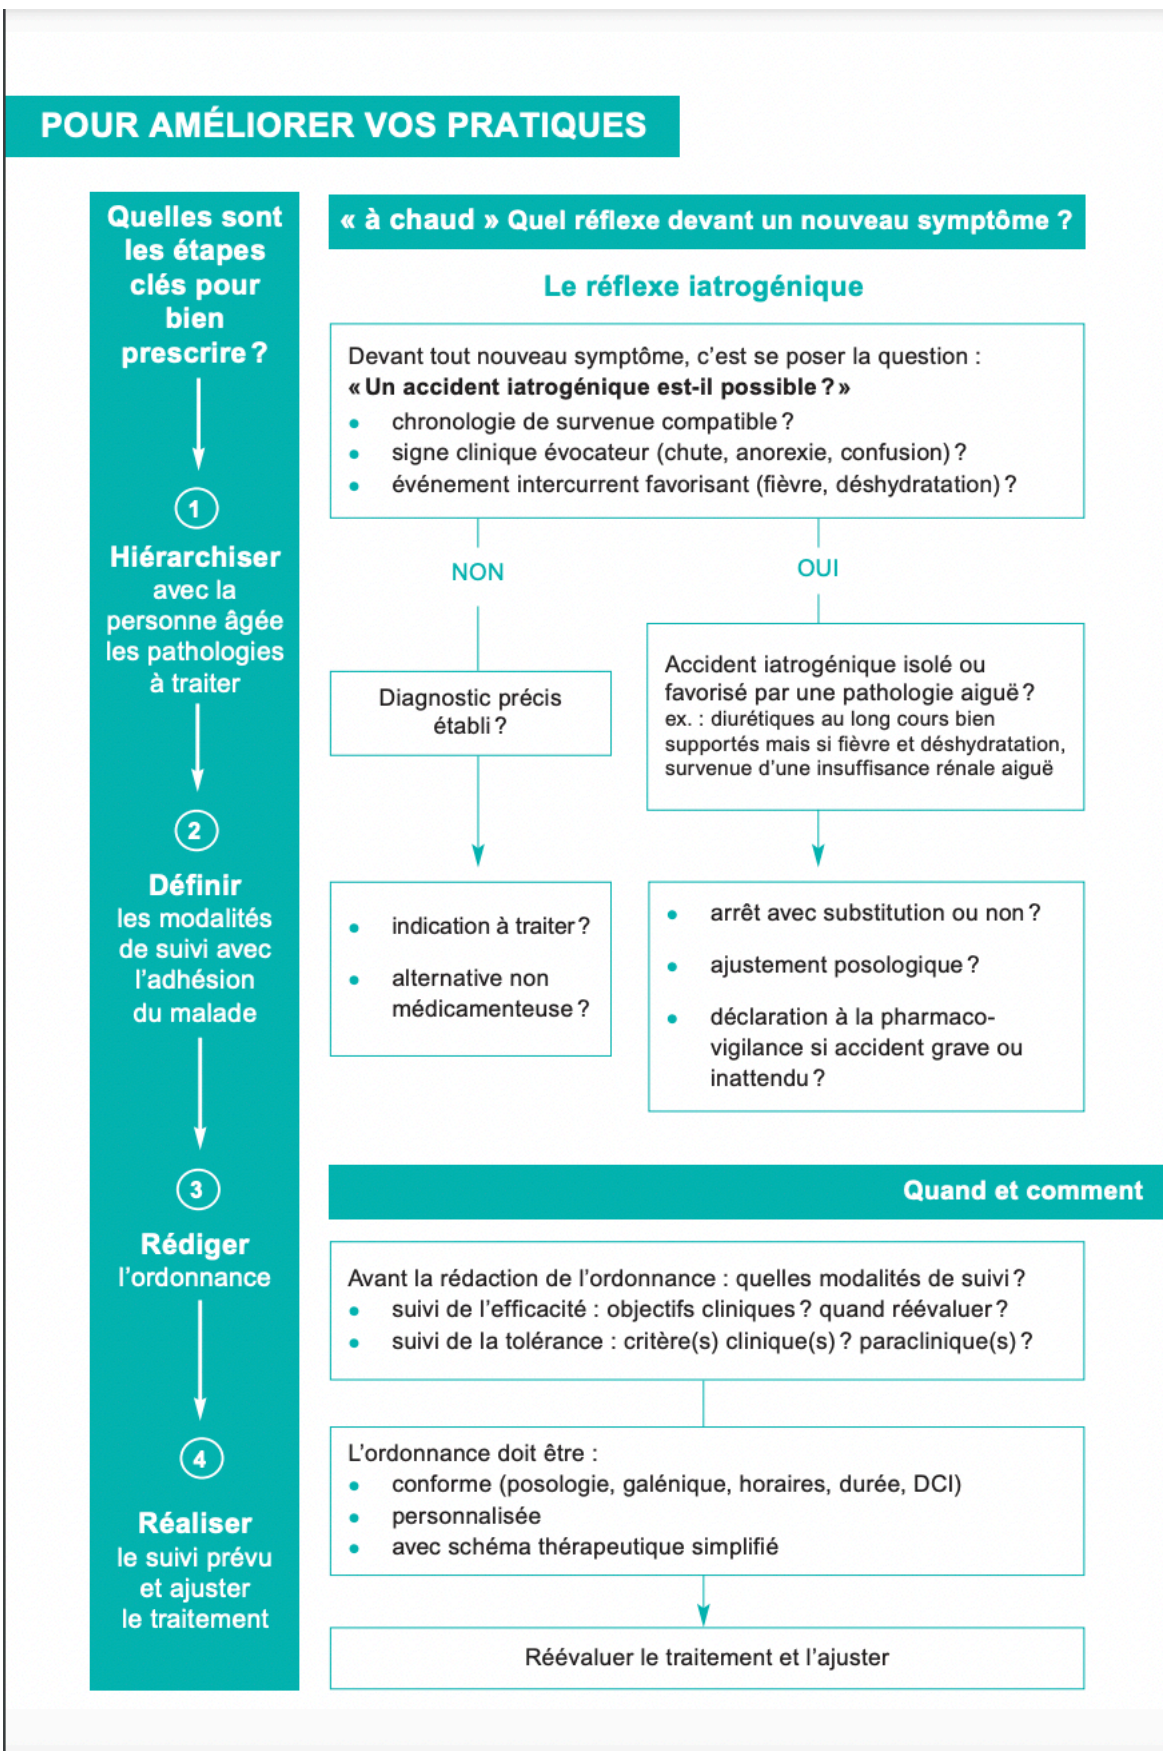 POUR AMÉLIORER VOS PRATIQUES
Quelles sont
les étapes
clés pour
bien
prescrire ?
1
Hiérarchiser
avec la
personne âgée
les pathologies
à traiter
2
Définir
les modalités
de suivi avec
l’adhésion
du malade
3
Rédiger
l’ordonnance
4
Réaliser
le suivi prévu
et ajuster
le traitement
« à chaud » Quel réflexe devant un nouveau symptôme ?
Le réflexe iatrogénique
Devant tout nouveau symptôme, c’est se poser la question :
« Un accident iatrogénique est-il possible ? »
• chronologie de survenue compatible ?
• signe clinique évocateur (chute, anorexie, confusion) ?
• événement intercurrent favorisant (fièvre, déshydratation) ?
NON
Diagnostic précis
établi ?
• indication à traiter ?
• alternative non
médicamenteuse ?
OUI
Accident iatrogénique isolé ou
favorisé par une pathologie aiguë ?
ex. : diurétiques au long cours bien
supportés mais si fièvre et déshydratation,
survenue d’une insuffisance rénale aiguë
• arrêt avec substitution ou non ?
• ajustement posologique ?
• déclaration à la pharmaco-
vigilance si accident grave ou
inattendu ?
Quand et comment
Avant la rédaction de l’ordonnance : quelles modalités de suivi ?
• suivi de l’efficacité : objectifs cliniques ? quand réévaluer ?
• suivi de la tolérance : critère(s) clinique(s) ? paraclinique(s) ?
L’ordonnance doit être :
• conforme (posologie, galénique, horaires, durée, DCI)
• personnalisée
• avec schéma thérapeutique simplifié
Réévaluer le traitement et l’ajuster